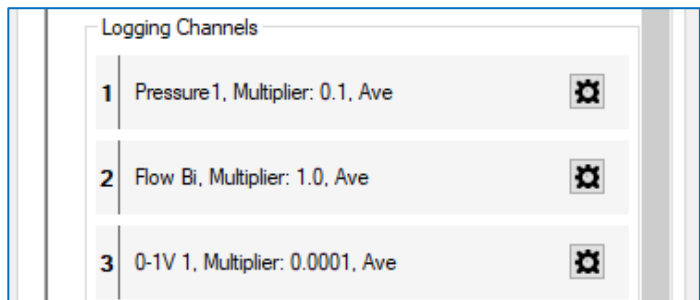 Logging Channels
1 Pressure1, Multiplier: 0.1, Ave
2 Flow Bi, Multiplier: 1.0, Ave
3 0-1V 1, Multiplier: 0.0001, Ave